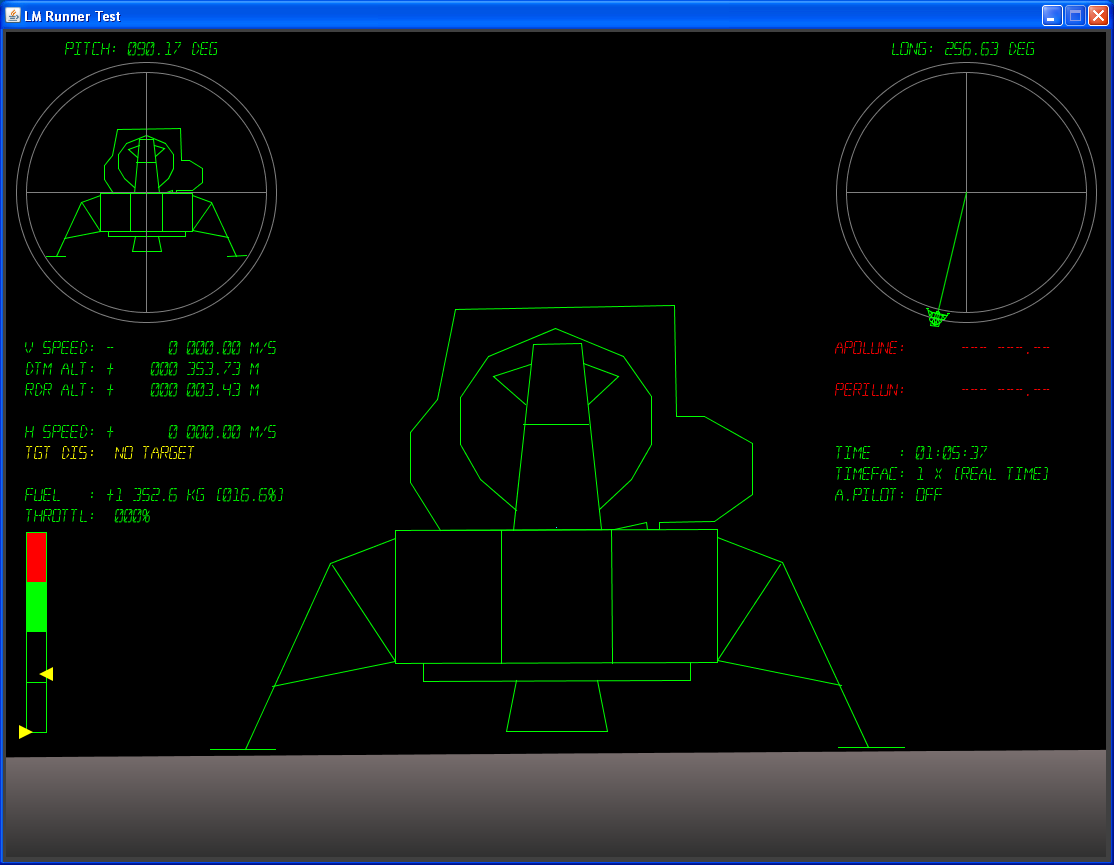 LM Runner Test
PITCH: 090.17 DEG
LONG: 256.63 DEG
V SPEED: - 0 000.00 M/S
DTM ALT: + 000 353.73 M
RDR ALT: + 000 003.43 M
H SPEED: + 0 000.00 M/S
TGT DIS: NO TARGET
FUEL : +1 352.6 KG (016.6%)
THROTTL: 000%
APOLUNE: --- ---.--
PERILUN: --- ---.--
TIME : 01:05:37
TIMEFAC: 1 X (REAL TIME)
A.PILOT: OFF